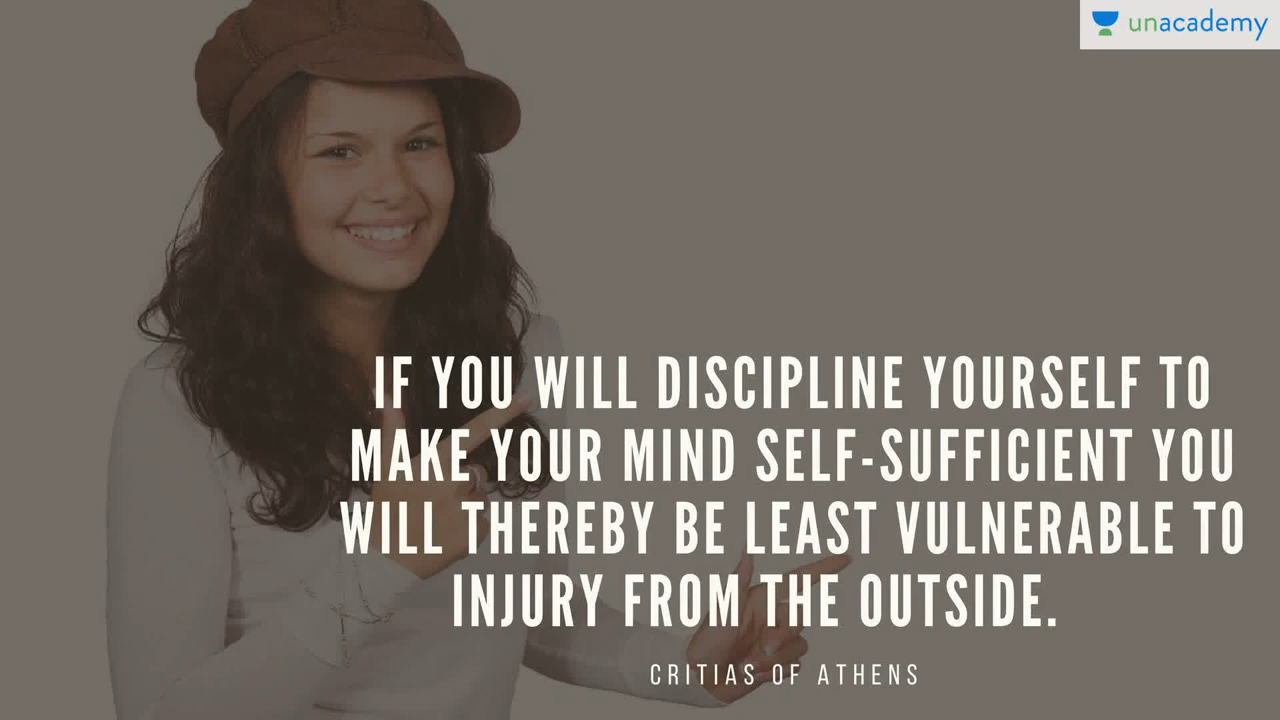 unacademy
IF YOU WILL DISCIPLINE YOURSELF TO
MAKE YOUR MIND SELF-SUFFICIENT YOU
WILL THEREBY BE LEAST VULNERABLE TO
INJURY FROM THE OUTSIDE.
CRITIAS OF ATHENS